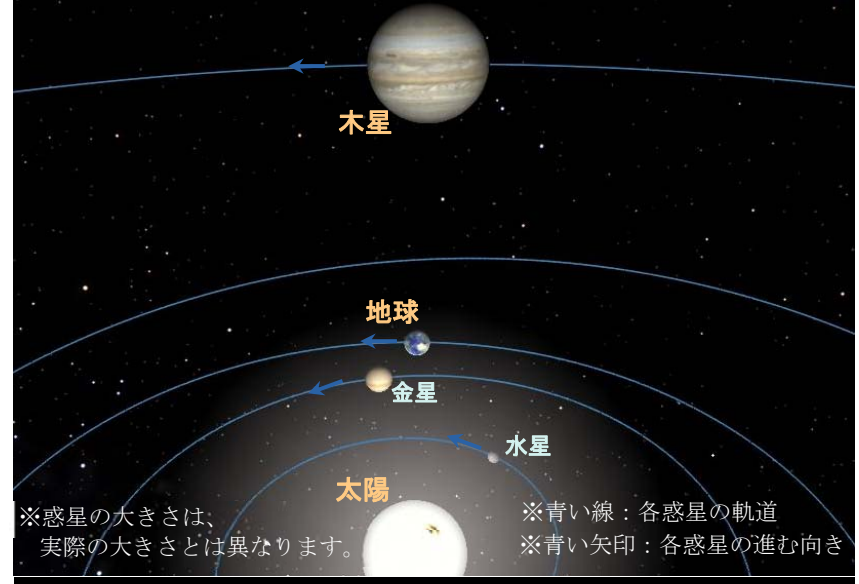 木星
地球
金星
水星
太陽
※惑星の大きさは、
実際の大きさとは異なります。
※青い線：各惑星の軌道
※青い矢印：各惑星の進む向き